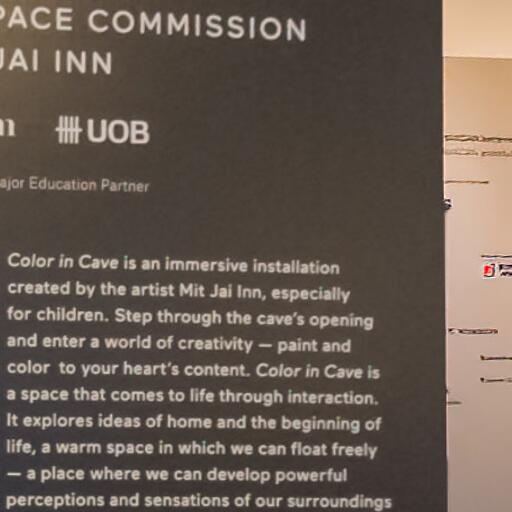 PACE COMMISSION
JAI INN
UOB
ajor Education Partner
Color in Cave is an immersive installation
created by the artist Mit Jai Inn, especially
for children. Step through the cave's opening
and enter a world of creativity — paint and
color to your heart's content. Color in Cave is
a space that comes to life through interaction.
It explores ideas of home and the beginning of
life, a warm space in which we can float freely
— a place where we can develop powerful
perceptions and sensations of our surroundings